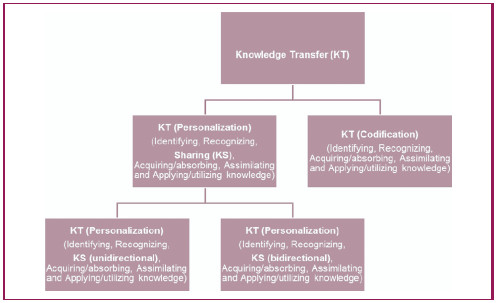 Knowledge Transfer (KT)
KT (Personalization)
(Identifying, Recognizing,
Sharing (KS),
Acquiring/absorbing, Assimilating
and Applying/utilizing knowledge)
KT (Codification)
(Identifying, Recognizing,
Acquiring/absorbing, Assimilating
and Applying/utilizing knowledge)
KT (Personalization)
(Identifying, Recognizing,
KS (unidirectional),
Acquiring/absorbing, Assimilating
and Applying/utilizing knowledge)
KT (Personalization)
(Identifying, Recognizing,
KS (bidirectional),
Acquiring/absorbing, Assimilating
and Applying/utilizing knowledge)